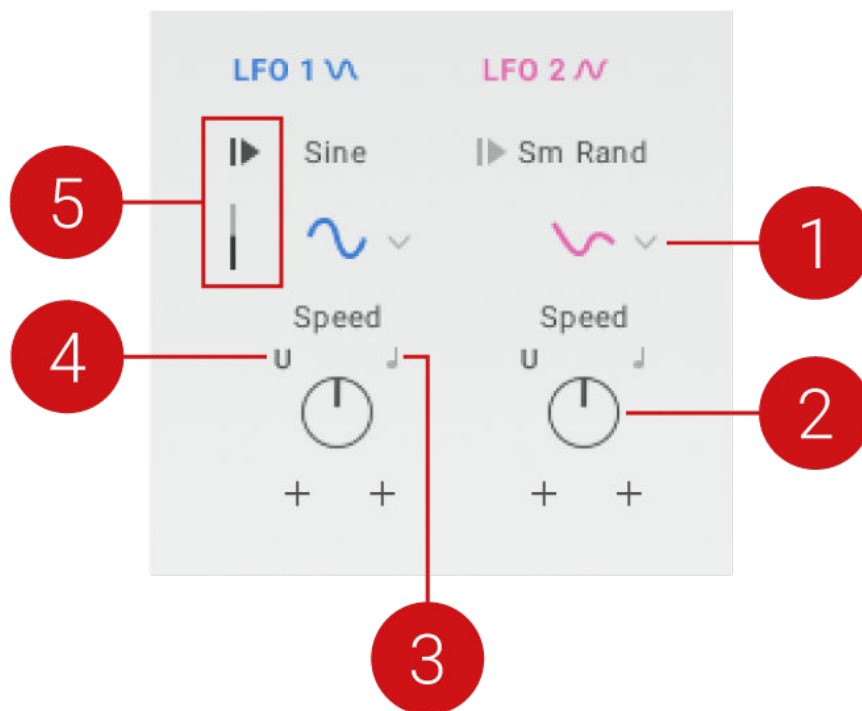 LFO 1 LFO 2
Sine Sm Rand
5
1
Speed Speed
4 U U
2
+ + + +
3